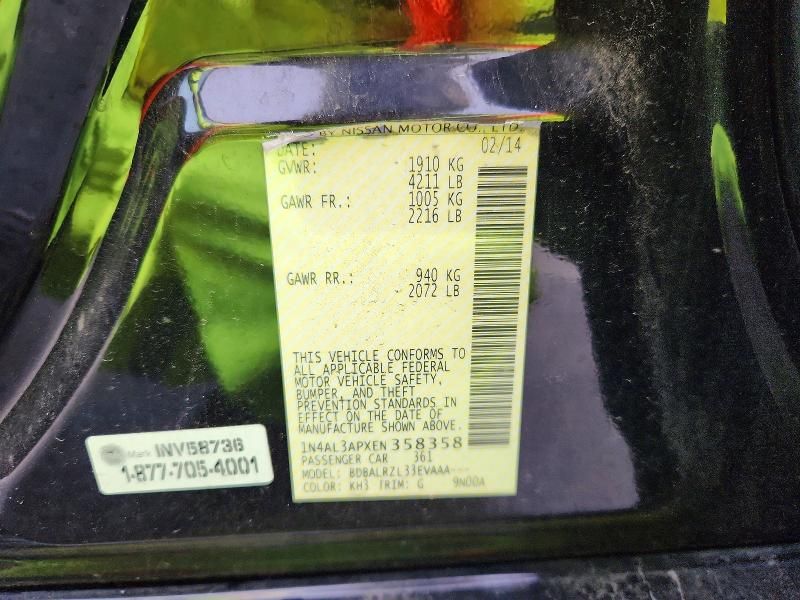 BY NISSAN MOTOR CO., LTD.
DATE: 02/14
GVWR: 1910 KG
4211 LB
GAWR FR.: 1005 KG
2216 LB
GAWR RR.: 940 KG
2072 LB
THIS VEHICLE CONFORMS TO
ALL APPLICABLE FEDERAL
MOTOR VEHICLE SAFETY,
BUMPER, AND THEFT
PREVENTION STANDARDS IN
EFFECT ON THE DATE OF
MANUFACTURE SHOWN ABOVE.
1N4AL3APXEN358358
PASSENGER CAR 361
MODEL: BDBALRZL33EVAAA---
COLOR: KH3 TRIM: G 9N00A
Mark INV58736
1-877-705-4001